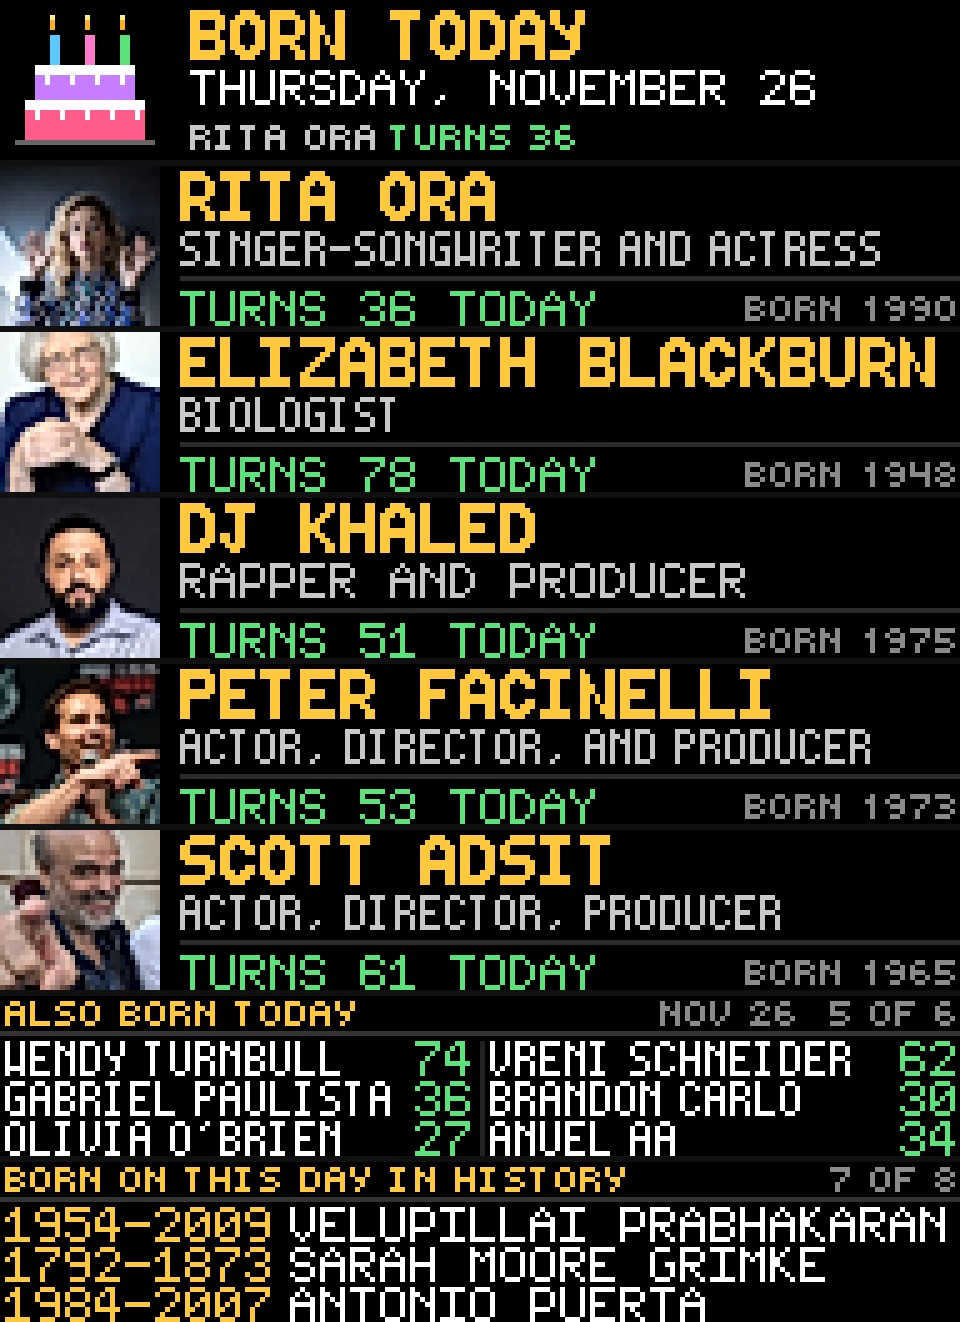 BORN TODAY
THURSDAY, NOVEMBER 26
RITA ORA TURNS 36
RITA ORA
SINGER-SONGWRITER AND ACTRESS
TURNS 36 TODAY BORN 1990
ELIZABETH BLACKBURN
BIOLOGIST
TURNS 78 TODAY BORN 1948
DJ KHALED
RAPPER AND PRODUCER
TURNS 51 TODAY BORN 1975
PETER FACINELLI
ACTOR, DIRECTOR, AND PRODUCER
TURNS 53 TODAY BORN 1973
SCOTT ADSIT
ACTOR, DIRECTOR, PRODUCER
TURNS 61 TODAY BORN 1965
ALSO BORN TODAY NOV 26 5 OF 6
WENDY TURNBULL 74 VRENI SCHNEIDER 62
GABRIEL PAULISTA 36 BRANDON CARLO 30
OLIVIA O'BRIEN 27 ANUEL AA 34
BORN ON THIS DAY IN HISTORY 7 OF 8
1954-2009 VELUPILLAI PRABHAKARAN
1792-1873 SARAH MOORE GRIMKE
1984-2007 ANTONIO PUERTA